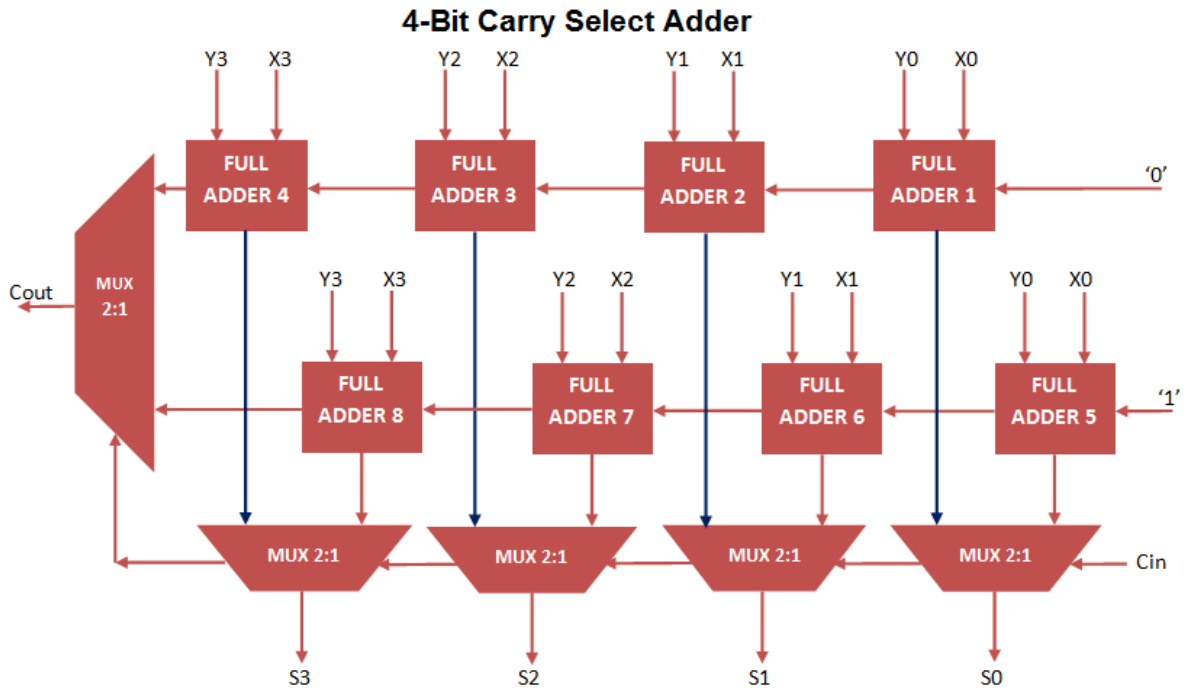 4-Bit Carry Select Adder
Y3 X3 Y2 X2 Y1 X1 Y0 X0
FULL ADDER 4
FULL ADDER 3
FULL ADDER 2
FULL ADDER 1
‘0’
MUX 2:1
Cout
Y3 X3 Y2 X2 Y1 X1 Y0 X0
FULL ADDER 8
FULL ADDER 7
FULL ADDER 6
FULL ADDER 5
‘1’
MUX 2:1 MUX 2:1 MUX 2:1 MUX 2:1 Cin
S3 S2 S1 S0